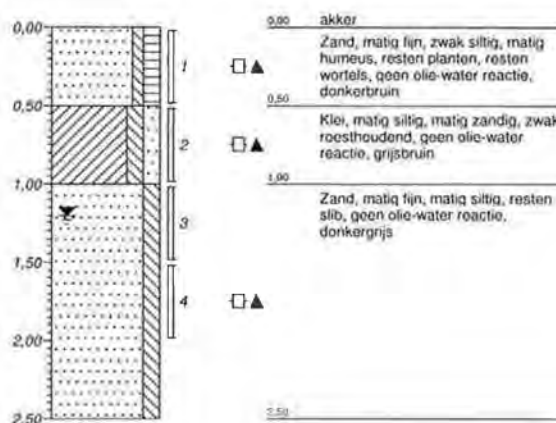 0,00
0,50
1,00
1,50
2,00
2,50
1
2
3
4
0,00
akker
Zand, matig fijn, zwak siltig, matig
humeus, resten planten, resten
wortels, geen olie-water reactie,
donkerbruin
0,50
Klei, matig siltig, matig zandig, zwak
roesthoudend, geen olie-water
reactie, grijsbruin
1,00
Zand, matig fijn, matig siltig, resten
slib, geen olie-water reactie,
donkergrijs
2,50